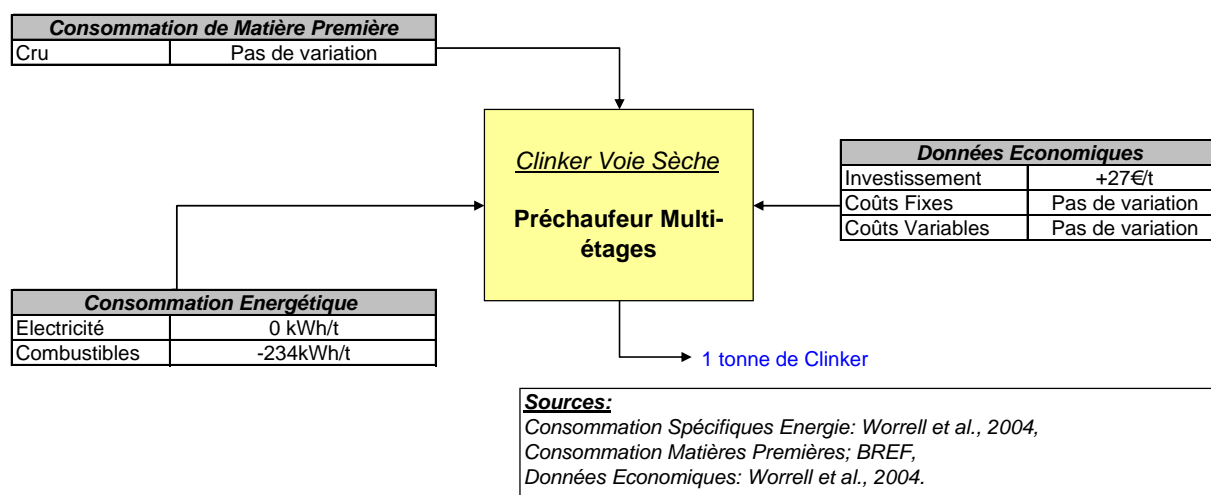 Consommation de Matière Première
Cru Pas de variation
Clinker Voie Sèche
Préchaufeur Multi-
étages
Données Economiques
Investissement +27€/t
Coûts Fixes Pas de variation
Coûts Variables Pas de variation
Consommation Energétique
Electricité 0 kWh/t
Combustibles -234kWh/t
1 tonne de Clinker
Sources:
Consommation Spécifiques Energie: Worrell et al., 2004,
Consommation Matières Premières; BREF,
Données Economiques: Worrell et al., 2004.